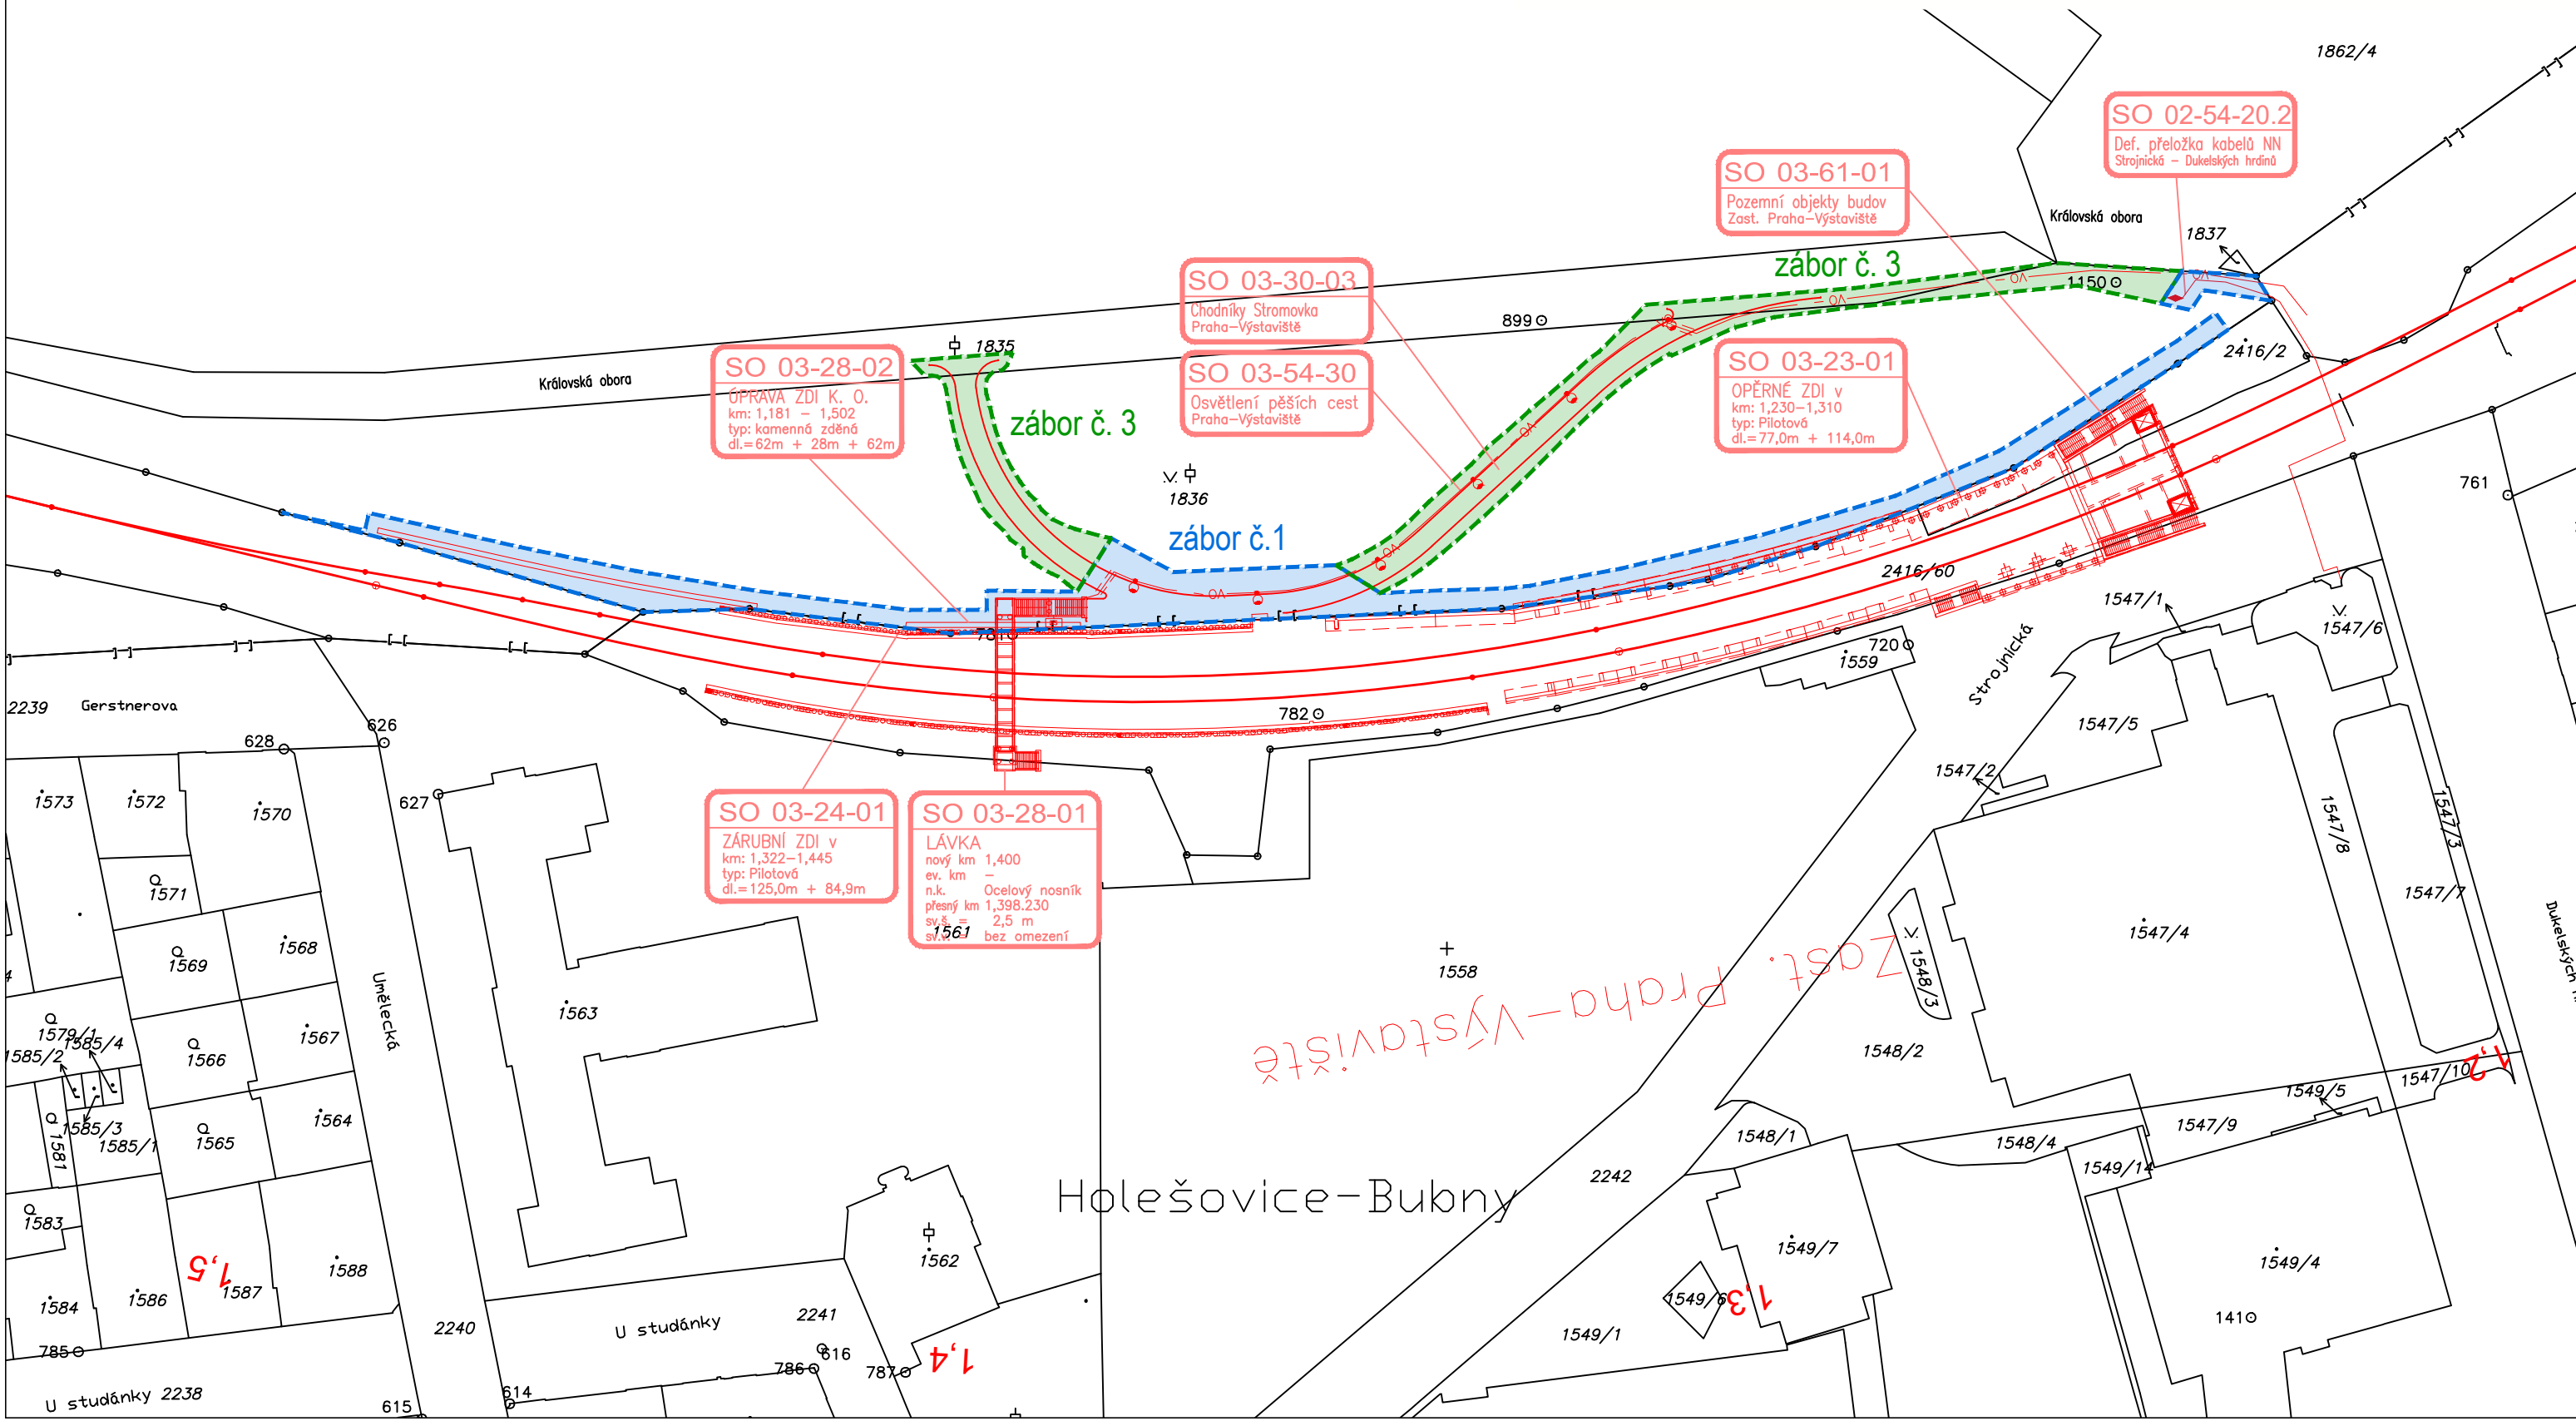 1862/4
SO 02-54-20.2
Def. přeložka kabelů NN
Strojnická – Dukelských hrdinů
SO 03-61-01
Pozemní objekty budov
Zast. Praha–Výstaviště
Královská obora
1837
zábor č. 3
1150
VO
VO
VO
SO 03-30-03
Chodníky Stromovka
Praha–Výstaviště
899
SO 03-54-30
Osvětlení pěších cest
Praha–Výstaviště
SO 03-23-01
OPĚRNÉ ZDI v
km: 1,230–1,310
typ: Pilotová
dl.=77,0m + 114,0m
2416/2
1835
Královská obora
SO 03-28-02
ÚPRAVA ZDI K. O.
km: 1,181 – 1,502
typ: kamenná zděná
dl.=62m + 28m + 62m
zábor č. 3
VO
1836
761
zábor č.1
VO
VO
2416/60
781
1547/1
1547/6
Strojnická
720
1559
2239
Gerstnerova
626
628
782
1547/5
1547/2
627
1573
1572
1570
1547/8
1547/3
SO 03-24-01
ZÁRUBNÍ ZDI v
km: 1,322–1,445
typ: Pilotová
dl.=125,0m + 84,9m
SO 03-28-01
LÁVKA
nový km 1,400
ev. km –
n.k. Ocelový nosník
přesný km 1,398.230
sv.š. = 2,5 m
sv.v. = bez omezení
1561
1571
1547/7
1547/4
1568
1569
1548/3
1558
Zast. Praha–Výstaviště
Umělecká
1563
1567
1579/1
1585/4
1585/2
1566
1548/2
1,2
1547/10
1549/5
1564
1585/3
1585/1
1581
1565
1548/1
1548/4
1547/9
1549/14
2242
Holešovice–Bubny
1583
1562
1549/7
1549/4
1,5
1588
1587
1586
1584
1549/6
1,3
141
2240
U studánky
2241
1549/1
785
616
786
787
1,4
U studánky 2238
614
615